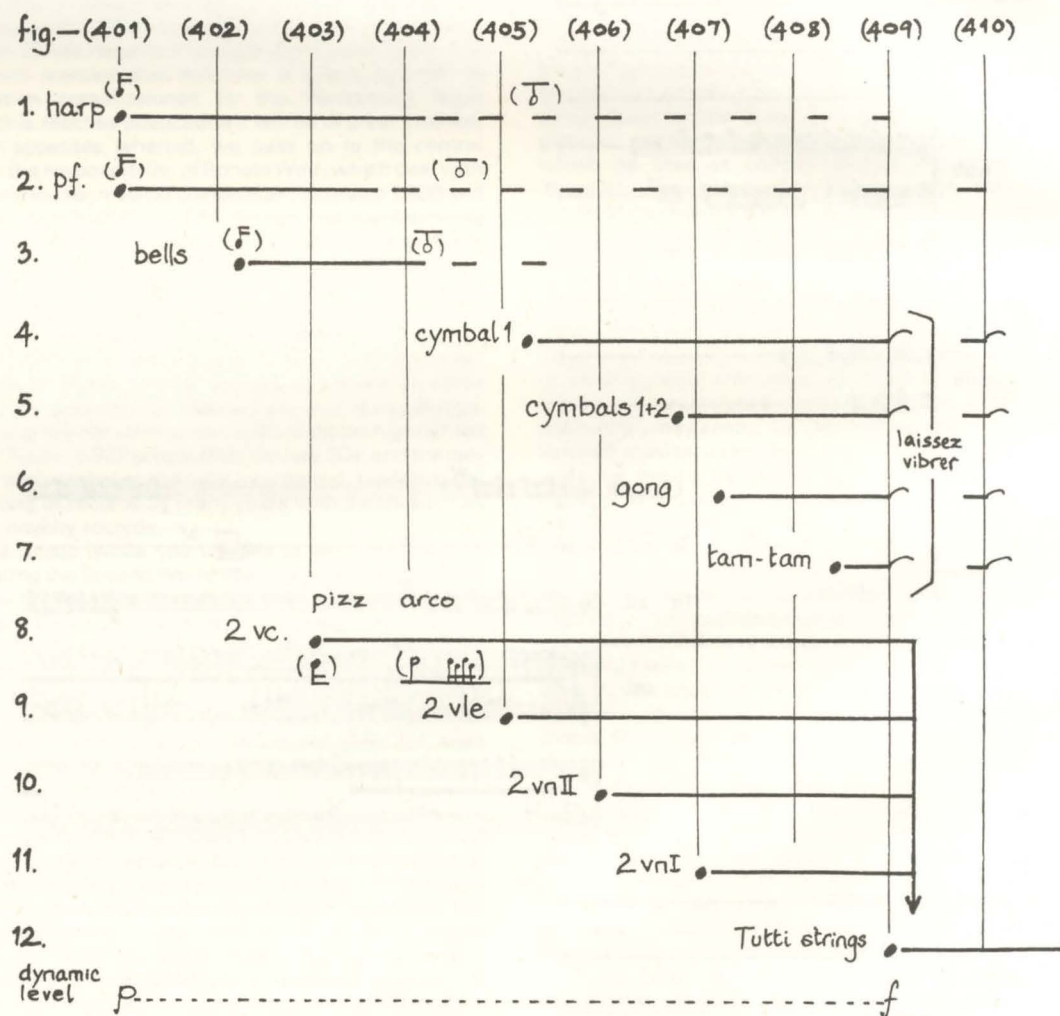 fig.—(401) (402) (403) (404) (405) (406) (407) (408) (409) (410)
1. harp
2. pf.
3. bells
4. cymbal 1
5. cymbals 1+2
laissez
vibrer
6. gong
7. tam-tam
pizz arco
8. 2 vc.
(p ffff)
9. 2 vle
10. 2 vn II
11. 2 vn I
12. Tutti strings
dynamic
level p f